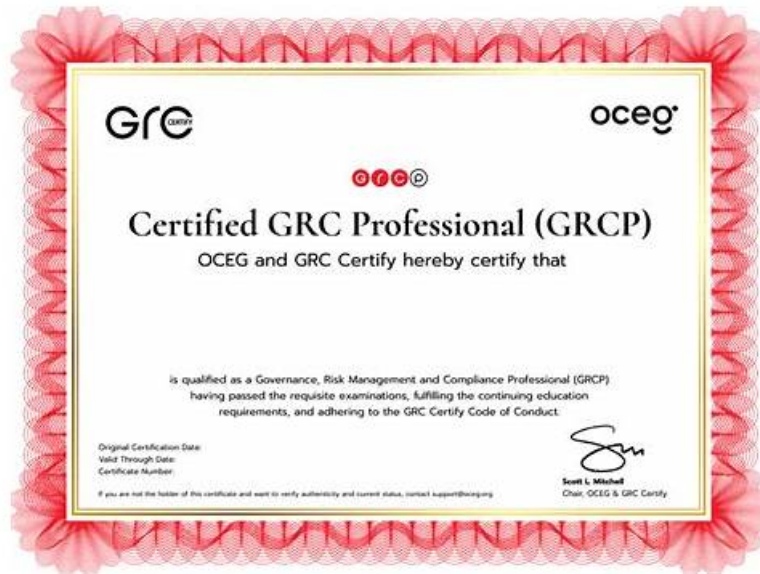 GRC CERTIFY
oceg
GRCP
Certified GRC Professional (GRCP)
OCEG and GRC Certify hereby certify that
is qualified as a Governance, Risk Management and Compliance Professional (GRCP)
having passed the requisite examinations, fulfilling the continuing education
requirements, and adhering to the GRC Certify Code of Conduct.
Original Certification Date:
Valid Through Date:
Certificate Number:
Scott L. Mitchell
If you are not the holder of this certificate and want to verify authenticity and current status, contact support@oceg.org
Chair, OCEG & GRC Certify